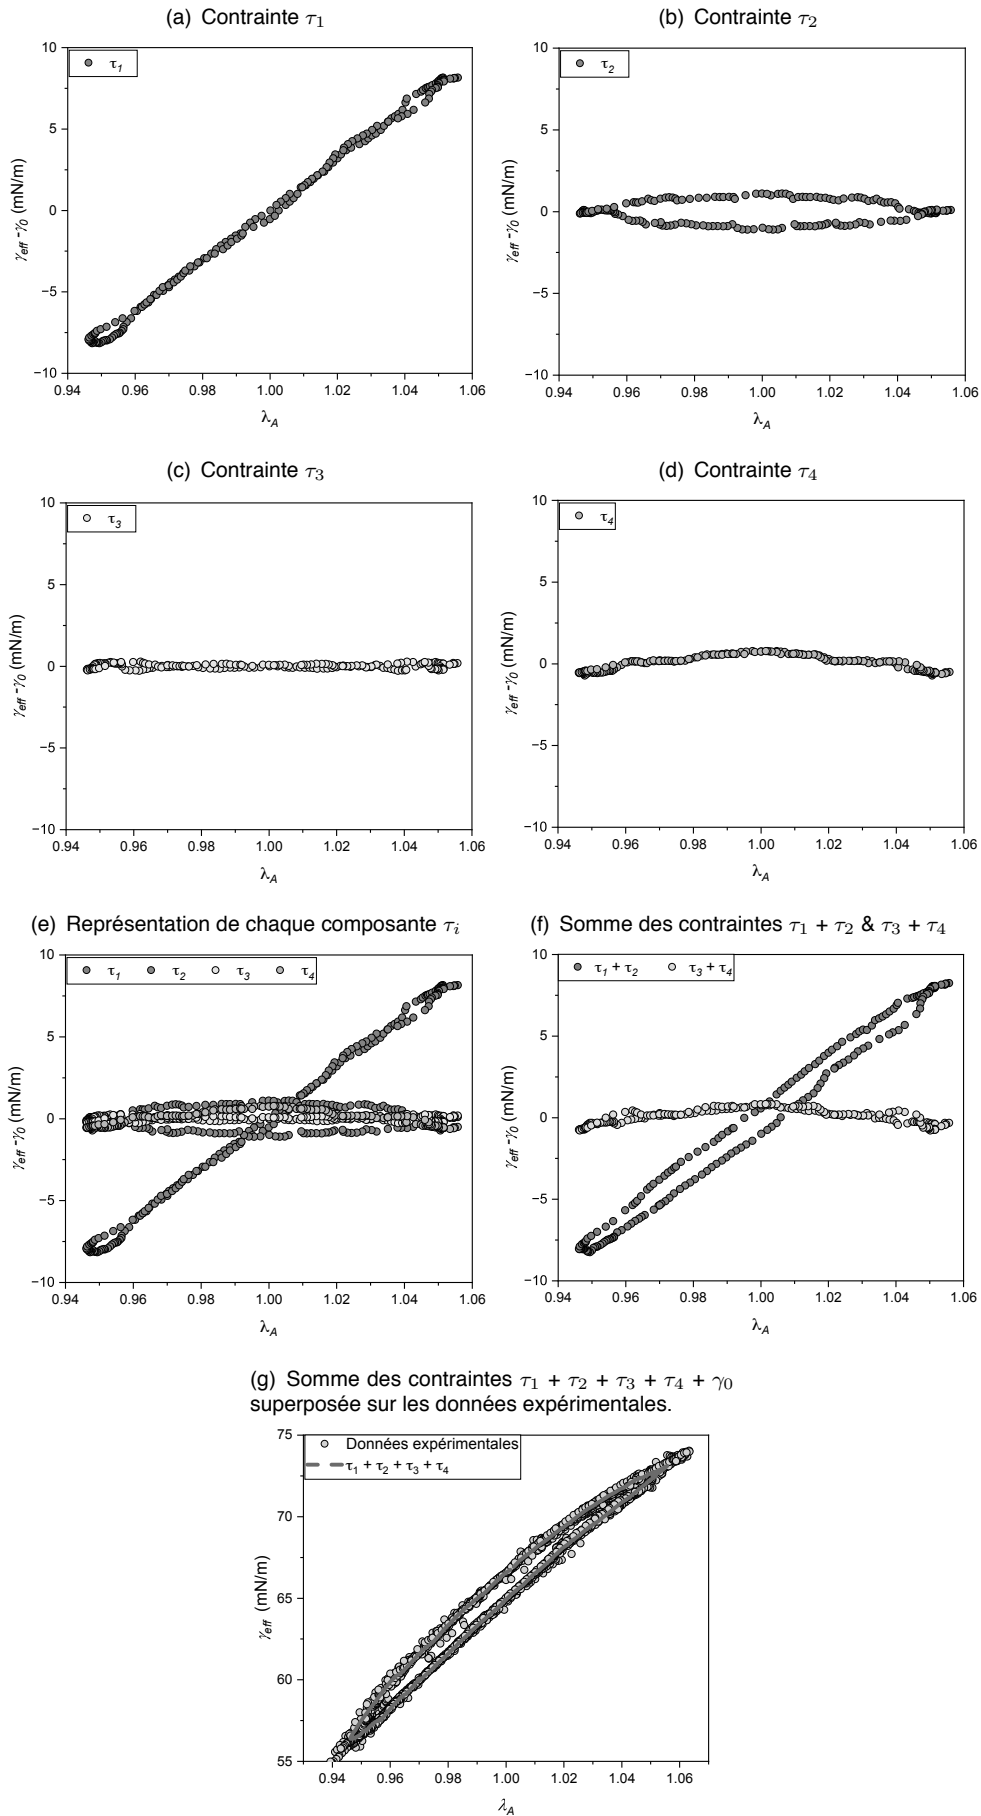 (a) Contrainte τ1
(b) Contrainte τ2
τ1
10
5
0
−5
−10
γeff -γ0 (mN/m)
0.94 0.96 0.98 1.00 1.02 1.04 1.06
λA
τ2
10
5
0
−5
−10
γeff -γ0 (mN/m)
0.94 0.96 0.98 1.00 1.02 1.04 1.06
λA
(c) Contrainte τ3
(d) Contrainte τ4
τ3
10
5
0
−5
−10
γeff -γ0 (mN/m)
0.94 0.96 0.98 1.00 1.02 1.04 1.06
λA
τ4
10
5
0
−5
−10
γeff -γ0 (mN/m)
0.94 0.96 0.98 1.00 1.02 1.04 1.06
λA
(e) Représentation de chaque composante τi
(f) Somme des contraintes τ1 + τ2 & τ3 + τ4
τ1 τ2 τ3 τ4
10
5
0
−5
−10
γeff -γ0 (mN/m)
0.94 0.96 0.98 1.00 1.02 1.04 1.06
λA
τ1 + τ2 τ3 + τ4
10
5
0
−5
−10
γeff -γ0 (mN/m)
0.94 0.96 0.98 1.00 1.02 1.04 1.06
λA
(g) Somme des contraintes τ1 + τ2 + τ3 + τ4 + γ0
superposée sur les données expérimentales.
Données expérimentales
τ1 + τ2 + τ3 + τ4
75
70
65
60
55
γeff (mN/m)
0.94 0.96 0.98 1.00 1.02 1.04 1.06
λA